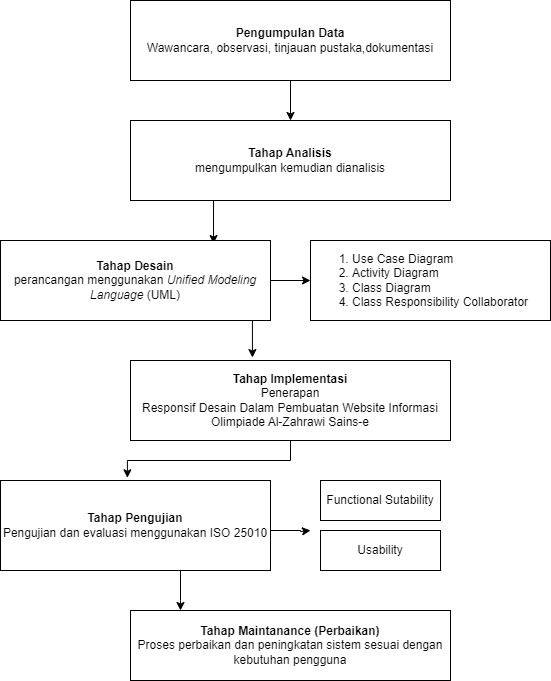 Pengumpulan Data
Wawancara, observasi, tinjauan pustaka,dokumentasi
Tahap Analisis
mengumpulkan kemudian dianalisis
Tahap Desain
perancangan menggunakan Unified Modeling
Language (UML)
1. Use Case Diagram
2. Activity Diagram
3. Class Diagram
4. Class Responsibility Collaborator
Tahap Implementasi
Penerapan
Responsif Desain Dalam Pembuatan Website Informasi
Olimpiade Al-Zahrawi Sains-e
Tahap Pengujian
Pengujian dan evaluasi menggunakan ISO 25010
Functional Sutability
Usability
Tahap Maintanance (Perbaikan)
Proses perbaikan dan peningkatan sistem sesuai dengan
kebutuhan pengguna